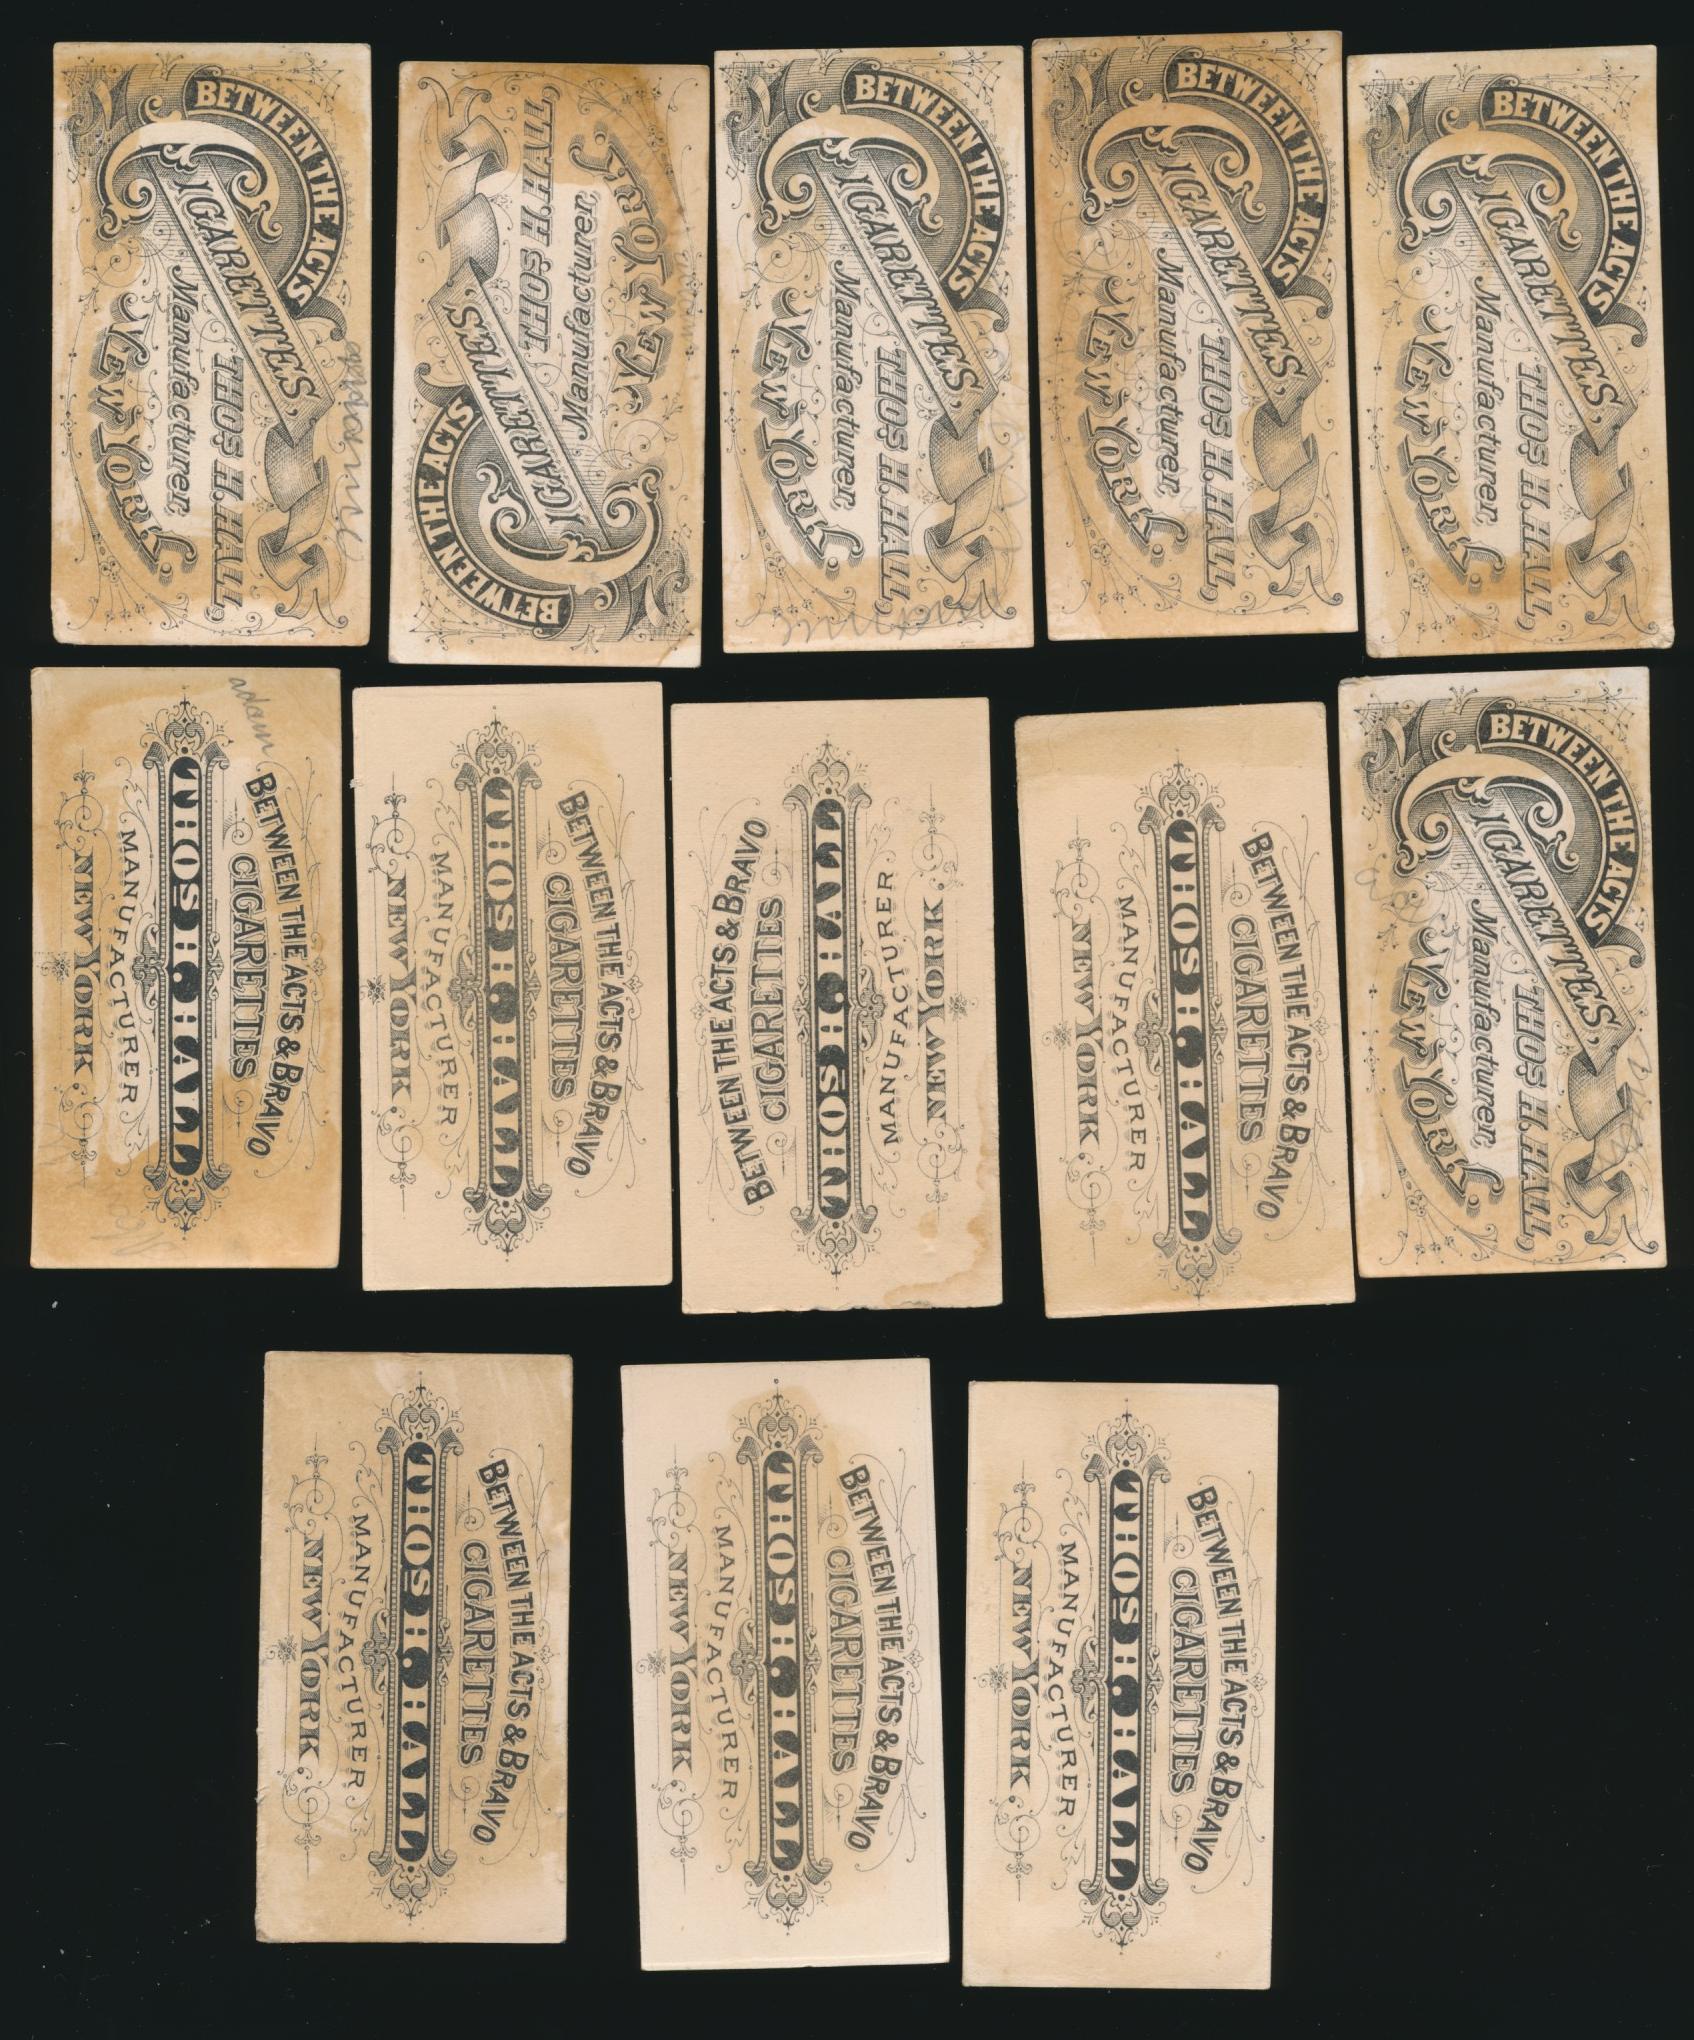 BETWEEN THE ACTS
CIGARETTES,
THOS H. HALL,
Manufacturer,
NEW YORK.
BETWEEN THE ACTS
CIGARETTES,
THOS H. HALL,
Manufacturer,
NEW YORK.
BETWEEN THE ACTS
CIGARETTES,
THOS H. HALL,
Manufacturer,
NEW YORK.
BETWEEN THE ACTS
CIGARETTES,
THOS H. HALL,
Manufacturer,
NEW YORK.
BETWEEN THE ACTS
CIGARETTES,
THOS H. HALL,
Manufacturer,
NEW YORK.
adam
BETWEEN THE ACTS & BRAVO
CIGARETTES
THOS. H. HALL
MANUFACTURER
NEW YORK.
BETWEEN THE ACTS & BRAVO
CIGARETTES
THOS. H. HALL
MANUFACTURER
NEW YORK.
BETWEEN THE ACTS & BRAVO
CIGARETTES
THOS. H. HALL
MANUFACTURER
NEW YORK.
BETWEEN THE ACTS & BRAVO
CIGARETTES
THOS. H. HALL
MANUFACTURER
NEW YORK.
BETWEEN THE ACTS
CIGARETTES,
THOS H. HALL,
Manufacturer,
NEW YORK.
BETWEEN THE ACTS & BRAVO
CIGARETTES
THOS. H. HALL
MANUFACTURER
NEW YORK.
BETWEEN THE ACTS & BRAVO
CIGARETTES
THOS. H. HALL
MANUFACTURER
NEW YORK.
BETWEEN THE ACTS & BRAVO
CIGARETTES
THOS. H. HALL
MANUFACTURER
NEW YORK.